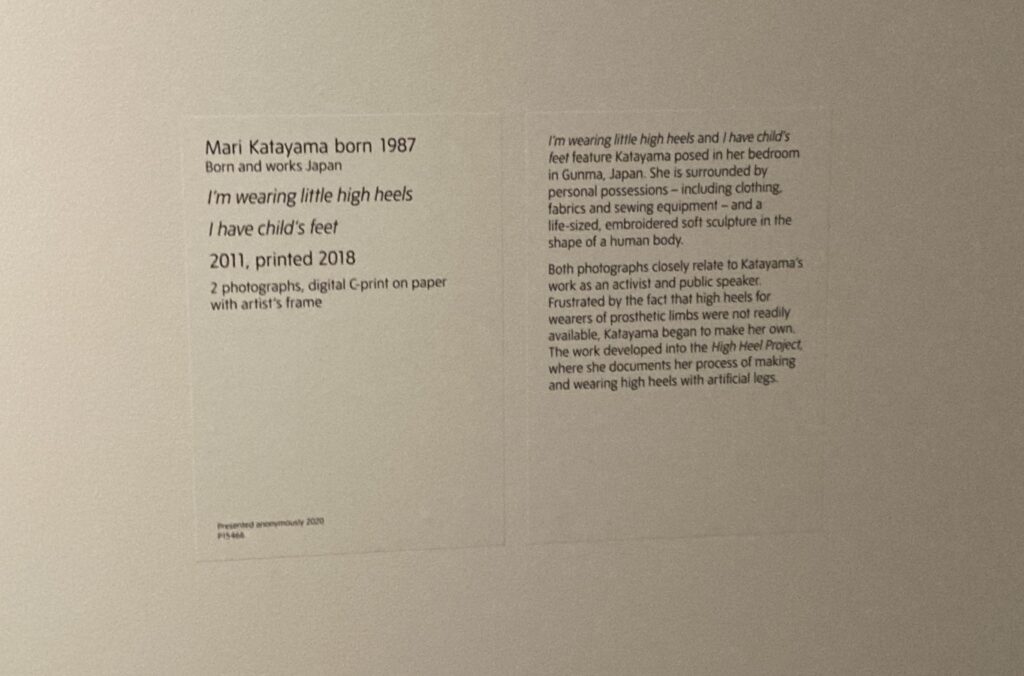 Mari Katayama born 1987
Born and works Japan
I'm wearing little high heels
I have child's feet
2011, printed 2018
2 photographs, digital C-print on paper
with artist's frame
Presented anonymously 2020
I'm wearing little high heels and I have child's
feet feature Katayama posed in her bedroom
in Gunma, Japan. She is surrounded by
personal possessions – including clothing,
fabrics and sewing equipment – and a
life-sized, embroidered soft sculpture in the
shape of a human body.
Both photographs closely relate to Katayama's
work as an activist and public speaker.
Frustrated by the fact that high heels for
wearers of prosthetic limbs were not readily
available, Katayama began to make her own.
The work developed into the High Heel Project,
where she documents her process of making
and wearing high heels with artificial legs.